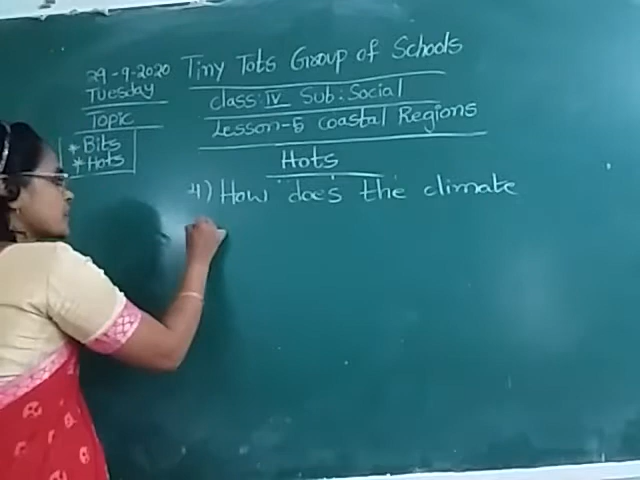 29-9-2020
Tuesday
Topic
* Bits
* Hots
Tiny Tots Group of Schools
class: IV Sub: Social
Lesson-5 Coastal Regions
Hots
4) How does the climate